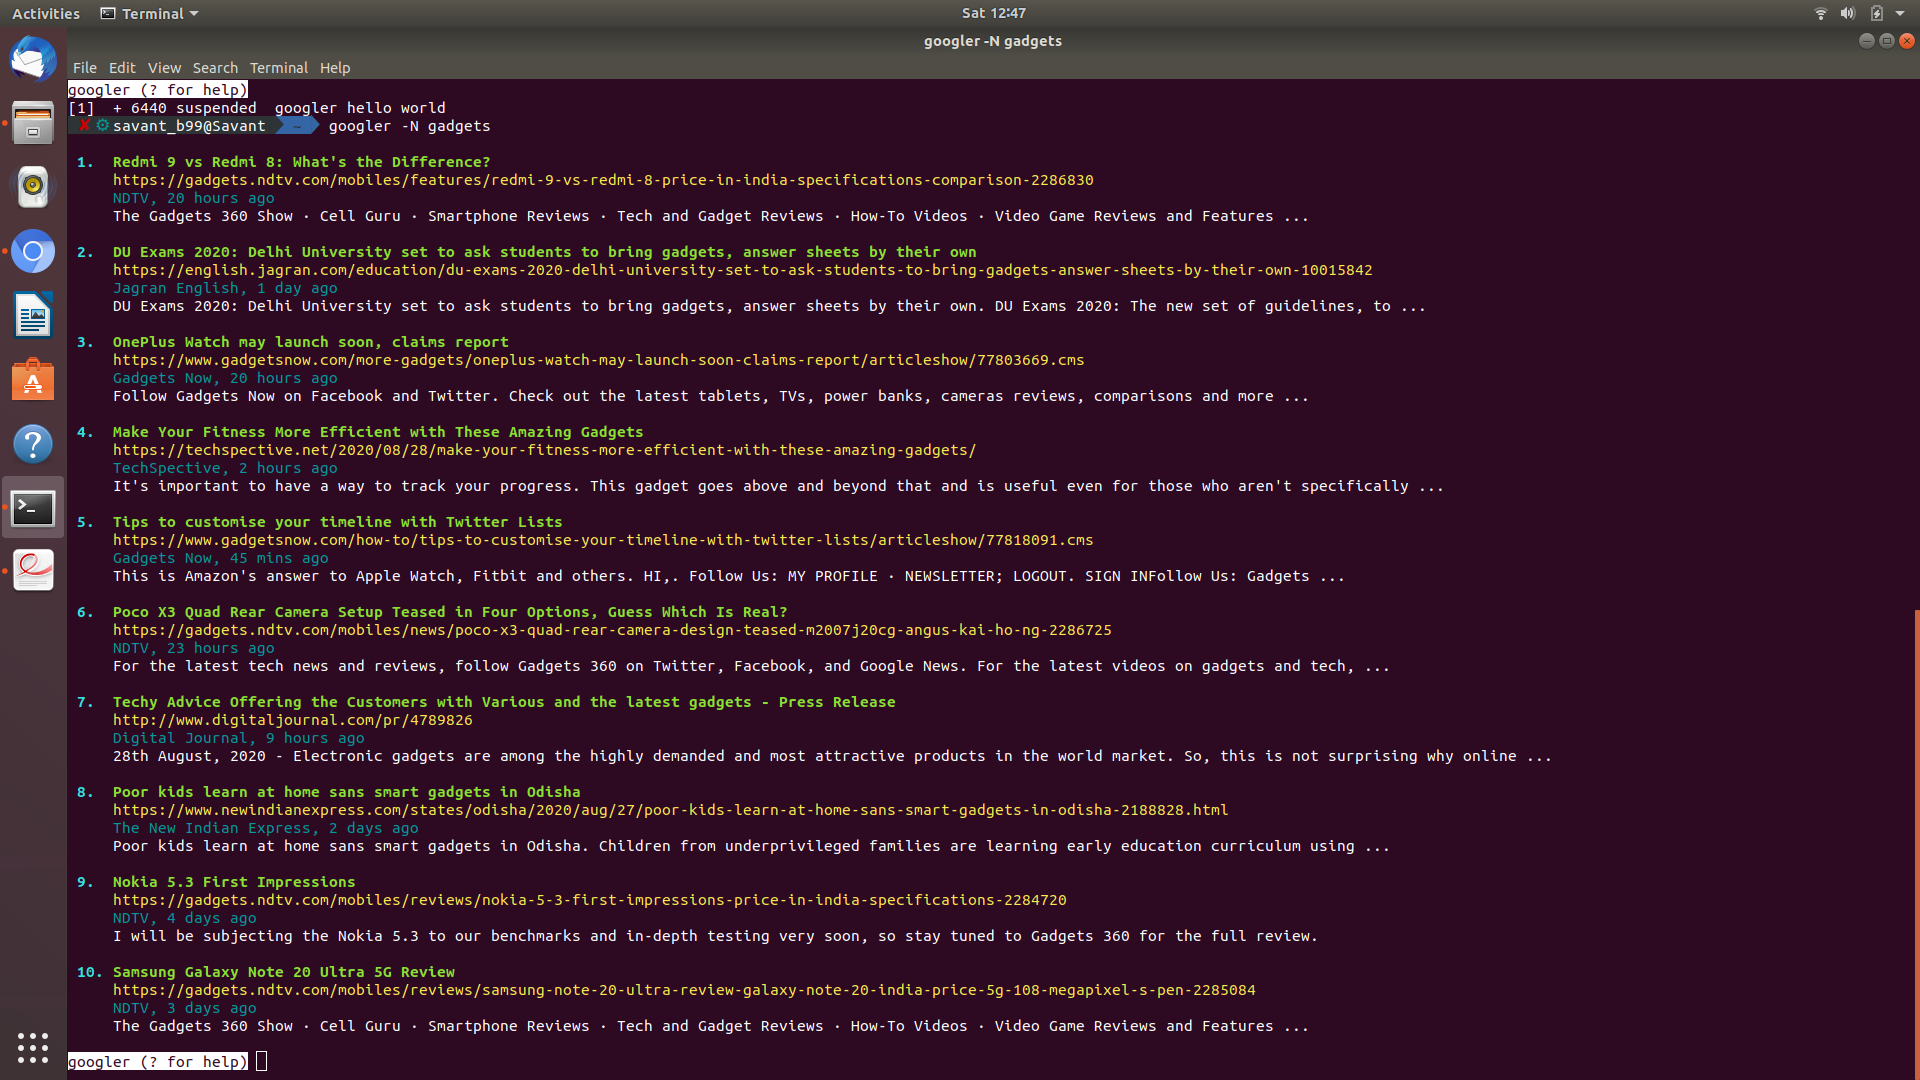 Activities Terminal Sat 12:47
googler -N gadgets
File Edit View Search Terminal Help
googler (? for help)
[1]  + 6440 suspended  googler hello world
✘ ⚙ savant_b99@Savant ~ googler -N gadgets
1. Redmi 9 vs Redmi 8: What's the Difference?
https://gadgets.ndtv.com/mobiles/features/redmi-9-vs-redmi-8-price-in-india-specifications-comparison-2286830
NDTV, 20 hours ago
The Gadgets 360 Show · Cell Guru · Smartphone Reviews · Tech and Gadget Reviews · How-To Videos · Video Game Reviews and Features ...
2. DU Exams 2020: Delhi University set to ask students to bring gadgets, answer sheets by their own
https://english.jagran.com/education/du-exams-2020-delhi-university-set-to-ask-students-to-bring-gadgets-answer-sheets-by-their-own-10015842
Jagran English, 1 day ago
DU Exams 2020: Delhi University set to ask students to bring gadgets, answer sheets by their own. DU Exams 2020: The new set of guidelines, to ...
3. OnePlus Watch may launch soon, claims report
https://www.gadgetsnow.com/more-gadgets/oneplus-watch-may-launch-soon-claims-report/articleshow/77803669.cms
Gadgets Now, 20 hours ago
Follow Gadgets Now on Facebook and Twitter. Check out the latest tablets, TVs, power banks, cameras reviews, comparisons and more ...
4. Make Your Fitness More Efficient with These Amazing Gadgets
https://techspective.net/2020/08/28/make-your-fitness-more-efficient-with-these-amazing-gadgets/
TechSpective, 2 hours ago
It's important to have a way to track your progress. This gadget goes above and beyond that and is useful even for those who aren't specifically ...
5. Tips to customise your timeline with Twitter Lists
https://www.gadgetsnow.com/how-to/tips-to-customise-your-timeline-with-twitter-lists/articleshow/77818091.cms
Gadgets Now, 45 mins ago
This is Amazon's answer to Apple Watch, Fitbit and others. HI,. Follow Us: MY PROFILE · NEWSLETTER; LOGOUT. SIGN INFollow Us: Gadgets ...
6. Poco X3 Quad Rear Camera Setup Teased in Four Options, Guess Which Is Real?
https://gadgets.ndtv.com/mobiles/news/poco-x3-quad-rear-camera-design-teased-m2007j20cg-angus-kai-ho-ng-2286725
NDTV, 23 hours ago
For the latest tech news and reviews, follow Gadgets 360 on Twitter, Facebook, and Google News. For the latest videos on gadgets and tech, ...
7. Techy Advice Offering the Customers with Various and the latest gadgets - Press Release
http://www.digitaljournal.com/pr/4789826
Digital Journal, 9 hours ago
28th August, 2020 - Electronic gadgets are among the highly demanded and most attractive products in the world market. So, this is not surprising why online ...
8. Poor kids learn at home sans smart gadgets in Odisha
https://www.newindianexpress.com/states/odisha/2020/aug/27/poor-kids-learn-at-home-sans-smart-gadgets-in-odisha-2188828.html
The New Indian Express, 2 days ago
Poor kids learn at home sans smart gadgets in Odisha. Children from underprivileged families are learning early education curriculum using ...
9. Nokia 5.3 First Impressions
https://gadgets.ndtv.com/mobiles/reviews/nokia-5-3-first-impressions-price-in-india-specifications-2284720
NDTV, 4 days ago
I will be subjecting the Nokia 5.3 to our benchmarks and in-depth testing very soon, so stay tuned to Gadgets 360 for the full review.
10. Samsung Galaxy Note 20 Ultra 5G Review
https://gadgets.ndtv.com/mobiles/reviews/samsung-note-20-ultra-review-galaxy-note-20-india-price-5g-108-megapixel-s-pen-2285084
NDTV, 3 days ago
The Gadgets 360 Show · Cell Guru · Smartphone Reviews · Tech and Gadget Reviews · How-To Videos · Video Game Reviews and Features ...
googler (? for help)